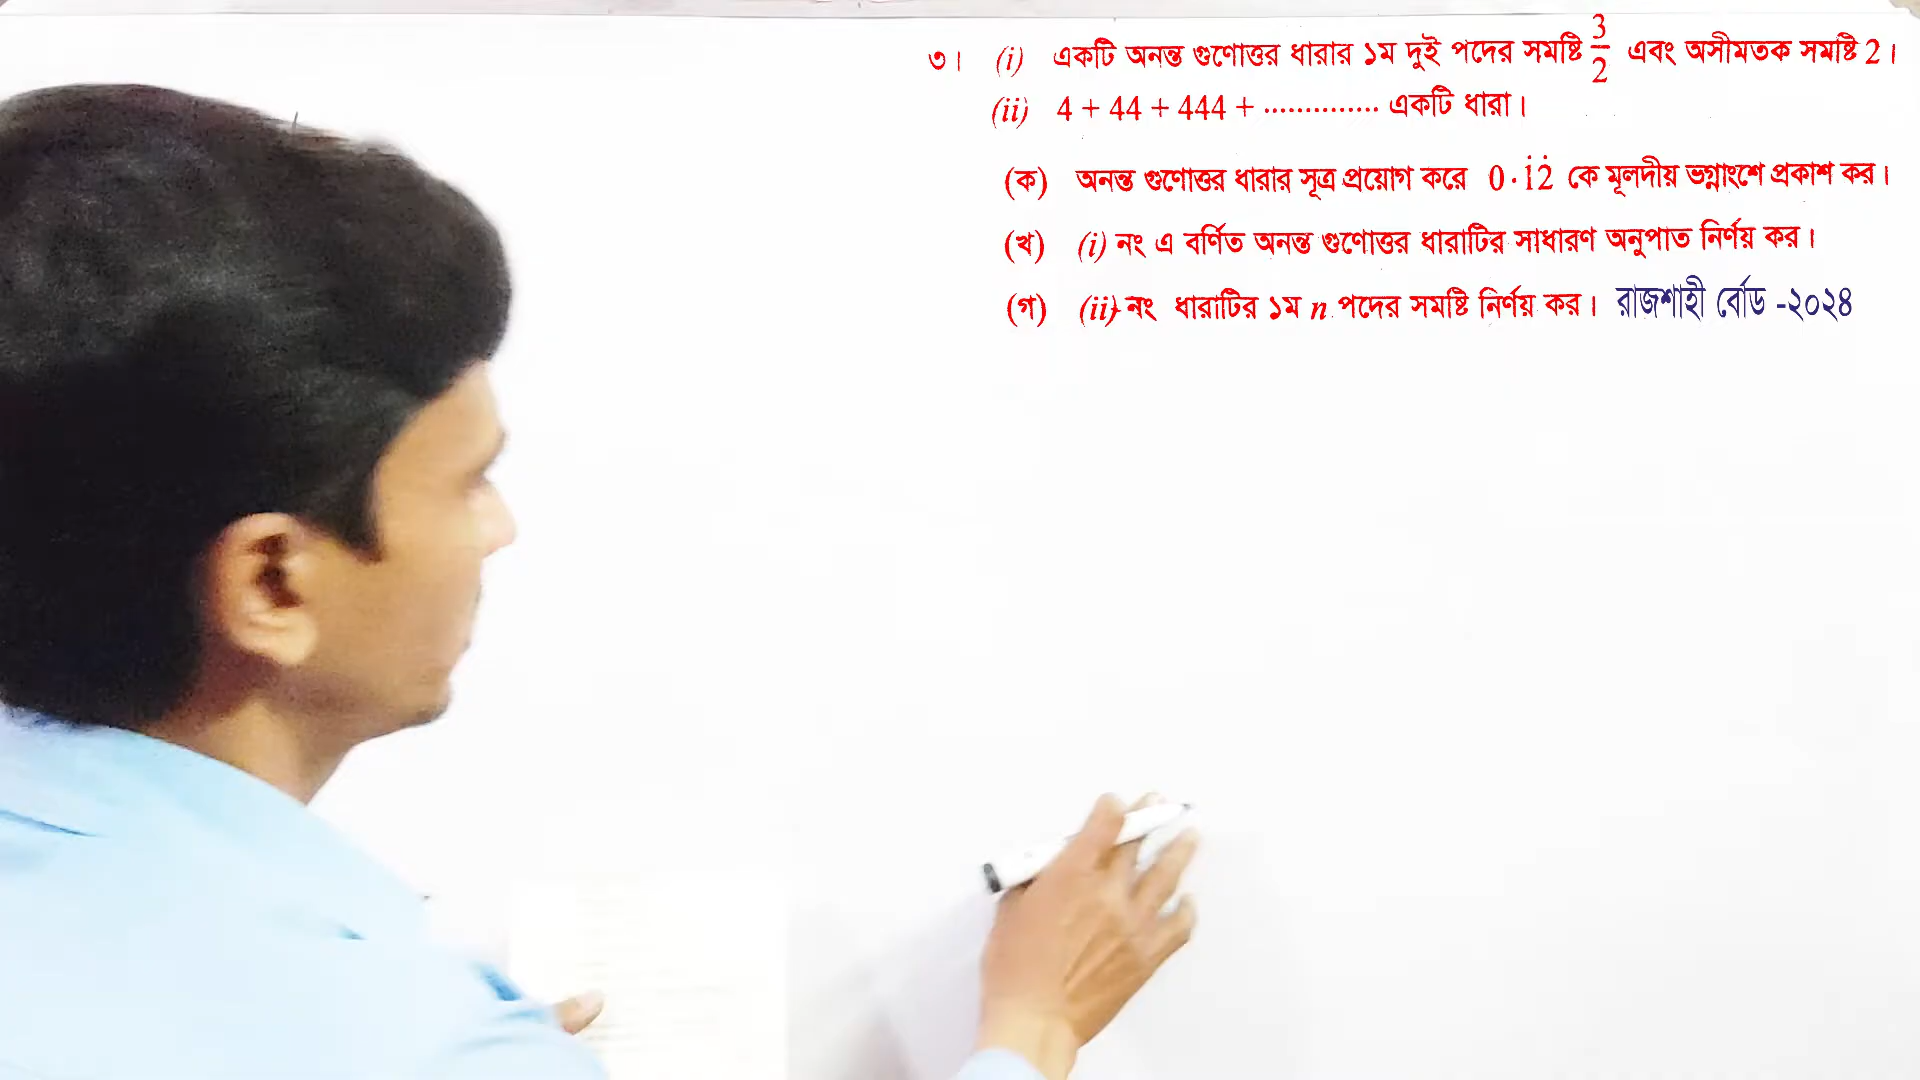 ৩। (i) একটি অনন্ত গুণোত্তর ধারার ১ম দুই পদের সমষ্টি 3/2 এবং অসীমতক সমষ্টি 2।
(ii) 4 + 44 + 444 + .............. একটি ধারা।
(ক) অনন্ত গুণোত্তর ধারার সূত্র প্রয়োগ করে 0·1̇2̇ কে মূলদীয় ভগ্নাংশে প্রকাশ কর।
(খ) (i) নং এ বর্ণিত অনন্ত গুণোত্তর ধারাটির সাধারণ অনুপাত নির্ণয় কর।
(গ) (ii) নং ধারাটির ১ম n পদের সমষ্টি নির্ণয় কর। রাজশাহী বোর্ড -২০২৪